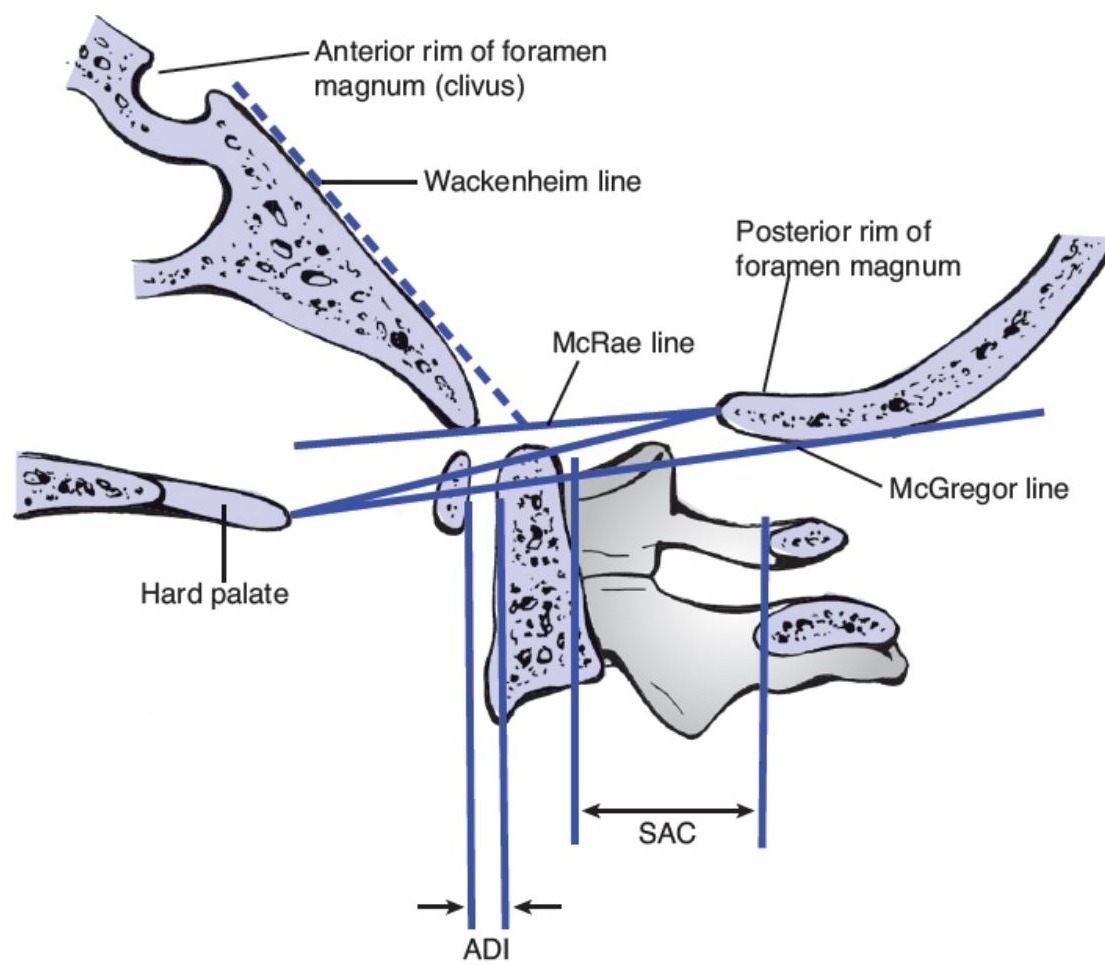 Anterior rim of foramen
magnum (clivus)
Wackenheim line
Posterior rim of
foramen magnum
McRae line
McGregor line
Hard palate
SAC
ADI